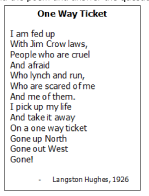 One Way Ticket
I am fed up
With Jim Crow laws,
People who are cruel
And afraid
Who lynch and run,
Who are scared of me
And me of them.
I pick up my life
And take it away
On a one way ticket
Gone up North
Gone out West
Gone!
- Langston Hughes, 1926